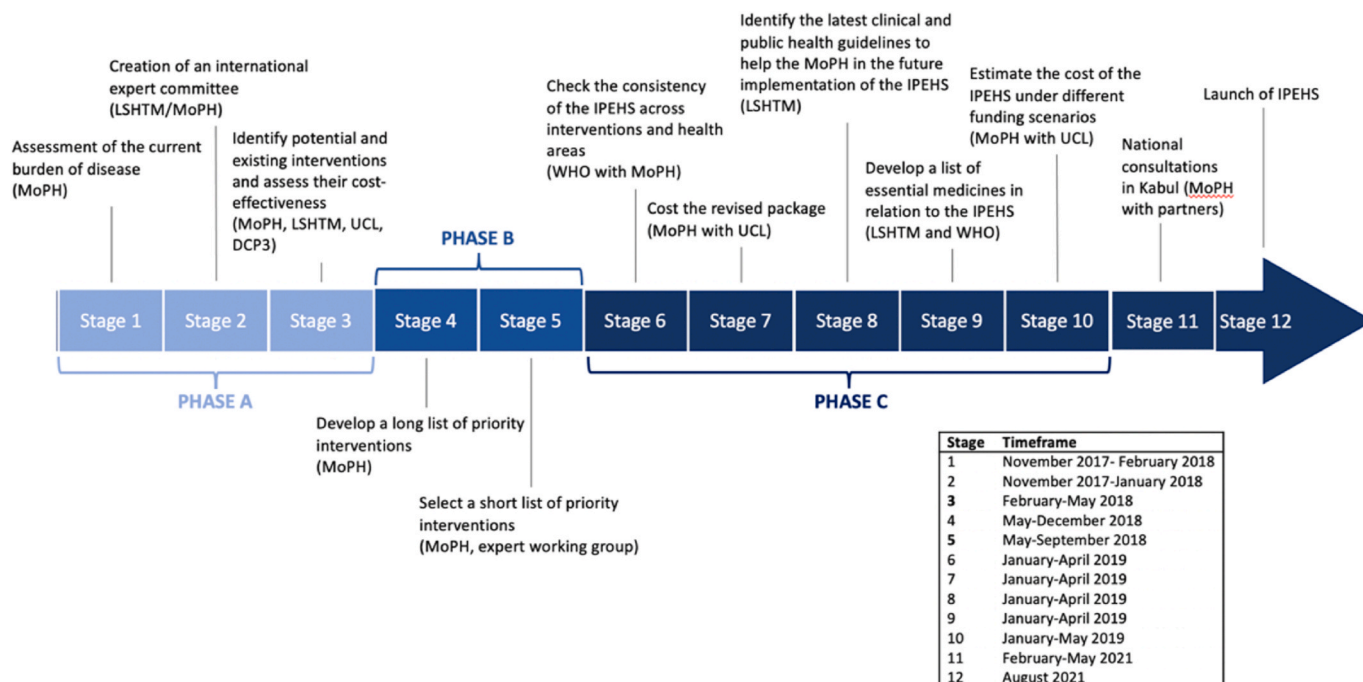 Assessment of the current
burden of disease
(MoPH)
Creation of an international
expert committee
(LSHTM/MoPH)
Identify potential and
existing interventions
and assess their cost-
effectiveness
(MoPH, LSHTM, UCL,
DCP3)
PHASE B
Check the consistency
of the IPEHS across
interventions and health
areas
(WHO with MoPH)
Cost the revised package
(MoPH with UCL)
Identify the latest clinical and
public health guidelines to
help the MoPH in the future
implementation of the IPEHS
(LSHTM)
Develop a list of
essential medicines in
relation to the IPEHS
(LSHTM and WHO)
Estimate the cost of the
IPEHS under different
funding scenarios
(MoPH with UCL)
National
consultations
in Kabul (MoPH
with partners)
Launch of IPEHS
Stage 1
Stage 2
Stage 3
Stage 4
Stage 5
Stage 6
Stage 7
Stage 8
Stage 9
Stage 10
Stage 11
Stage 12
PHASE A
Develop a long list of priority
interventions
(MoPH)
Select a short list of priority
interventions
(MoPH, expert working group)
PHASE C
Stage Timeframe
1 November 2017- February 2018
2 November 2017-January 2018
3 February-May 2018
4 May-December 2018
5 May-September 2018
6 January-April 2019
7 January-April 2019
8 January-April 2019
9 January-April 2019
10 January-May 2019
11 February-May 2021
12 August 2021